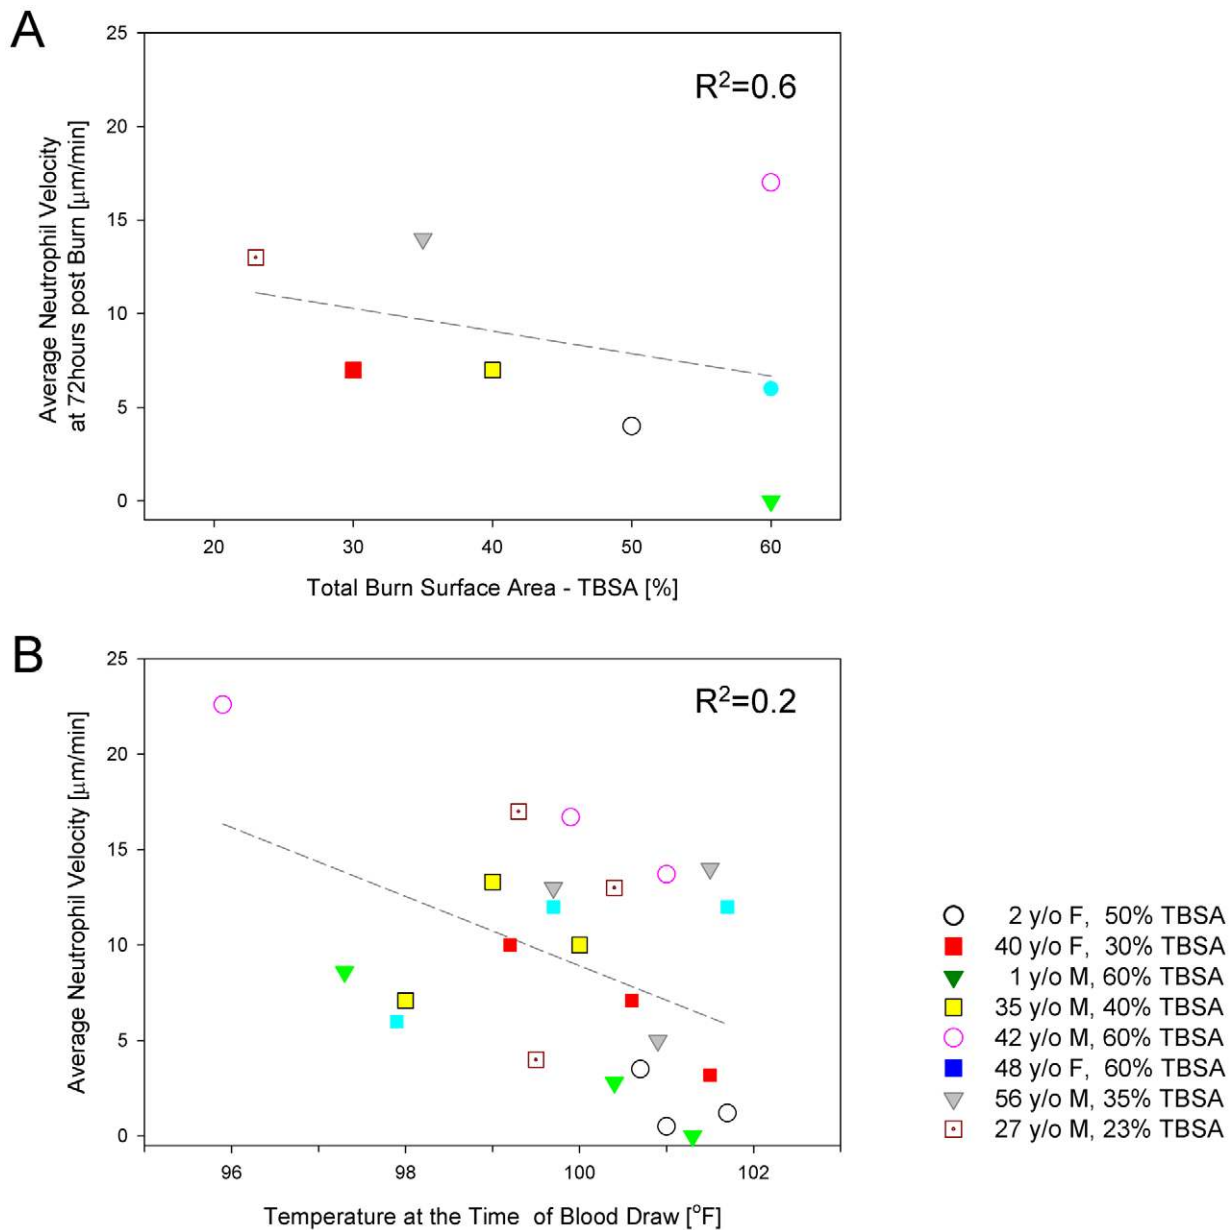 A
25
20
15
10
5
0
R²=0.6
Average Neutrophil Velocity
at 72hours post Burn [μm/min]
20 30 40 50 60
Total Burn Surface Area - TBSA [%]
B
25
20
15
10
5
0
R²=0.2
Average Neutrophil Velocity [μm/min]
96 98 100 102
Temperature at the Time of Blood Draw [°F]
2 y/o F, 50% TBSA
40 y/o F, 30% TBSA
1 y/o M, 60% TBSA
35 y/o M, 40% TBSA
42 y/o M, 60% TBSA
48 y/o F, 60% TBSA
56 y/o M, 35% TBSA
27 y/o M, 23% TBSA